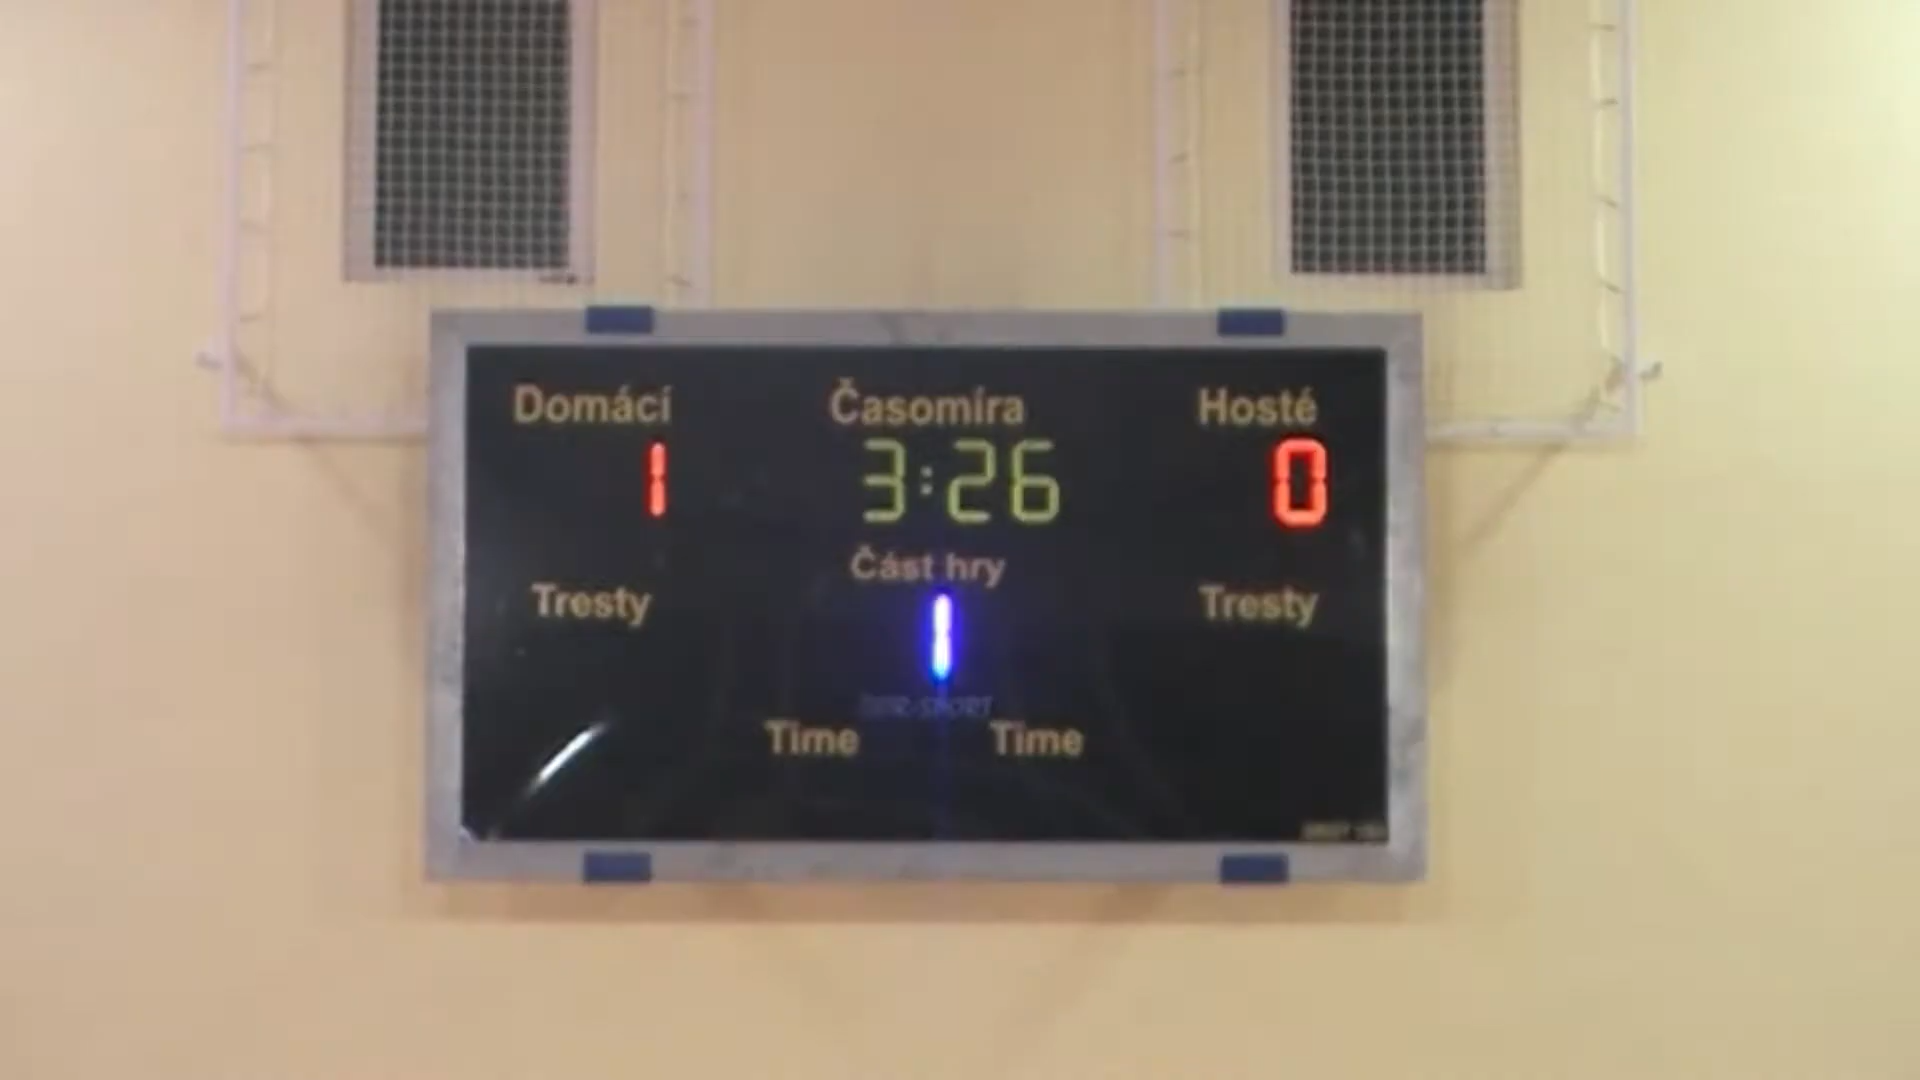 Domácí Časomíra Hosté
1 3:26 0
Část hry
Tresty 1 Tresty
Time Time